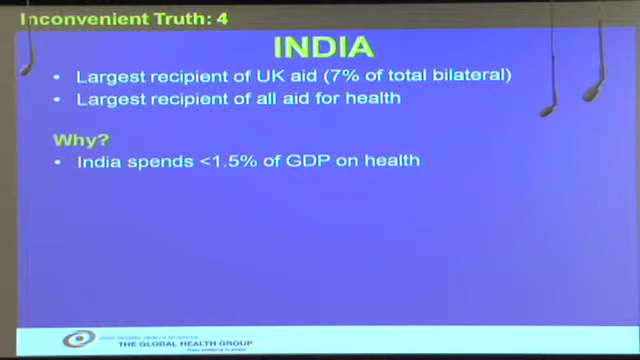 Inconvenient Truth: 4
INDIA
• Largest recipient of UK aid (7% of total bilateral)
• Largest recipient of all aid for health
Why?
• India spends <1.5% of GDP on health
THE GLOBAL HEALTH GROUP